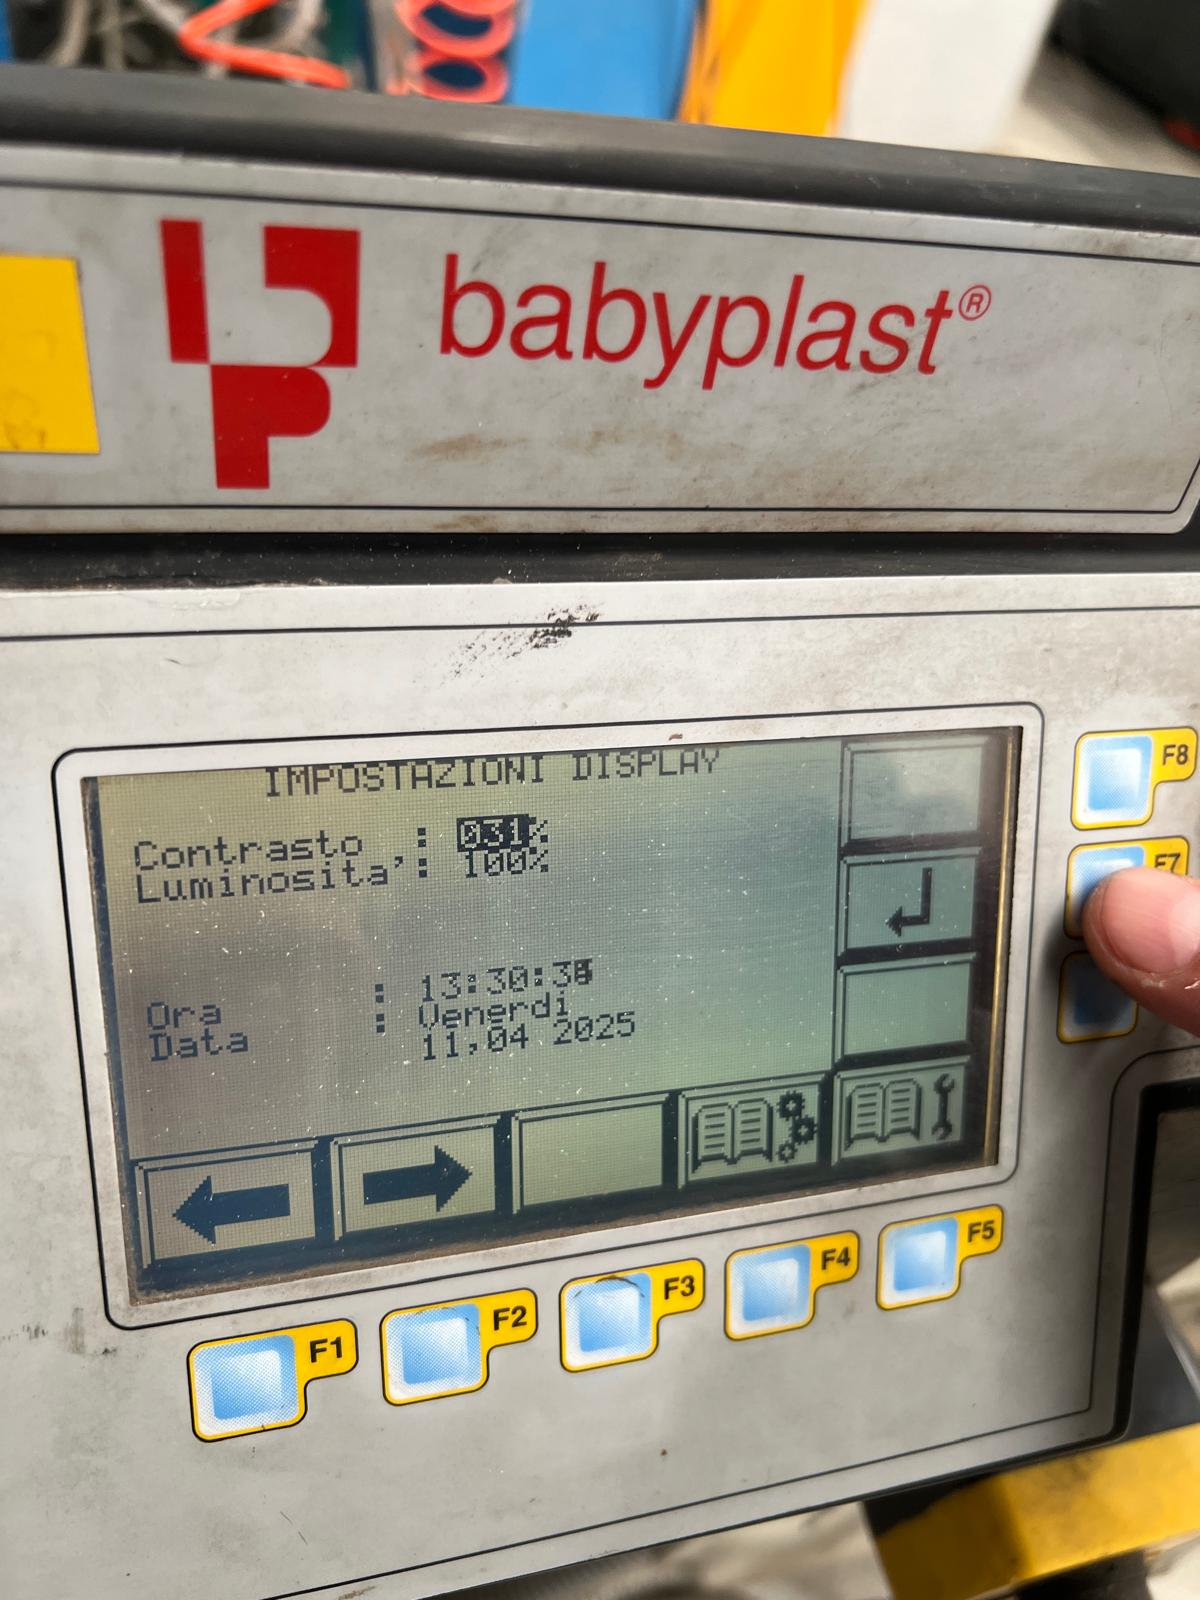 babyplast®
IMPOSTAZIONI DISPLAY
Contrasto : 031%
Luminosita': 100%
Ora : 13:30:38
Data : Venerdi
11,04 2025
F8
F7
F5
F4
F3
F2
F1